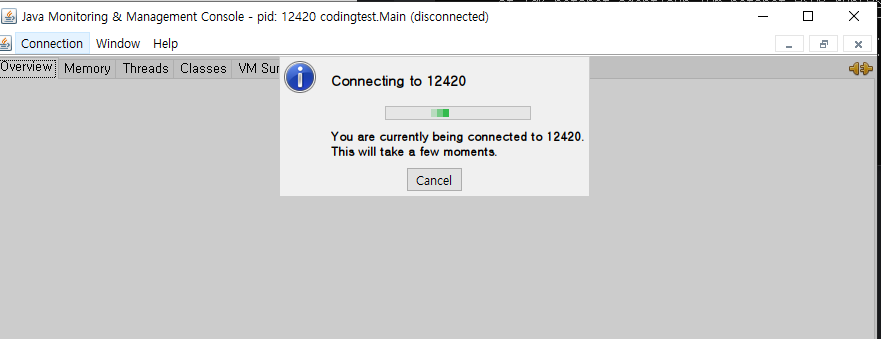 Java Monitoring & Management Console - pid: 12420 codingtest.Main (disconnected)
Connection Window Help
Overview Memory Threads Classes VM Sur
Connecting to 12420
You are currently being connected to 12420.
This will take a few moments.
Cancel